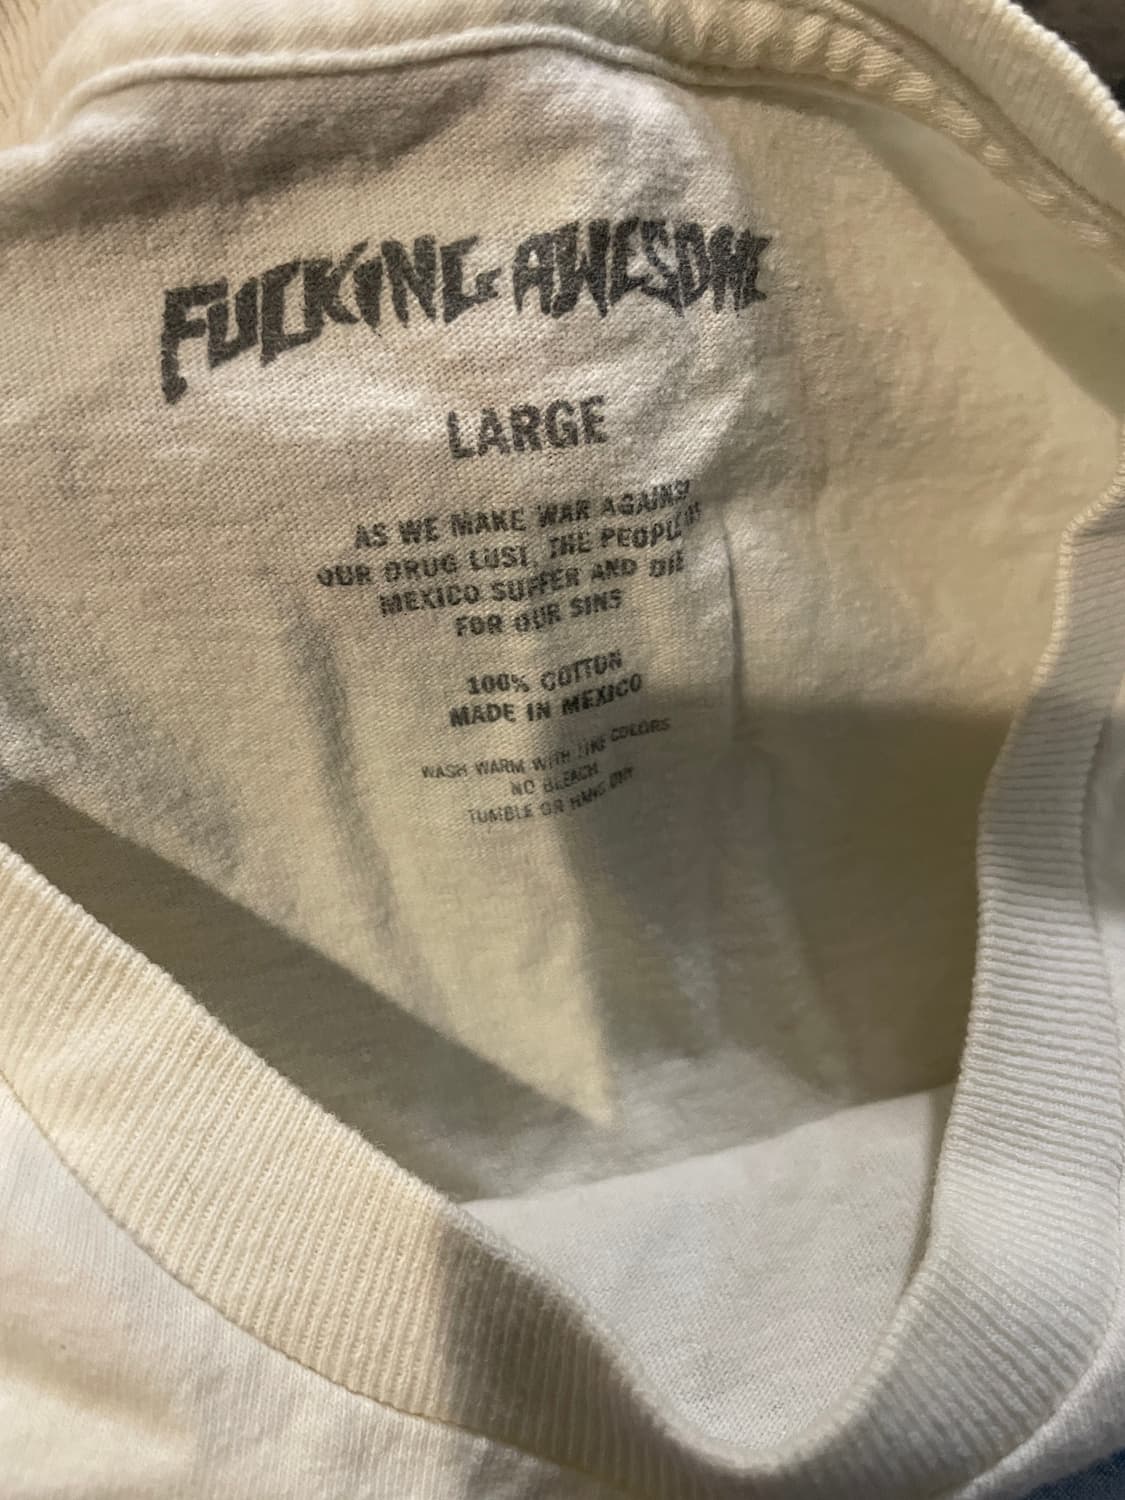 FUCKING AWESOME
LARGE
AS WE MAKE WAR AGAINST
OUR DRUG LUST, THE PEOPLE OF
MEXICO SUFFER AND DIE
FOR OUR SINS
100% COTTON
MADE IN MEXICO
WASH WARM WITH LIKE COLORS
NO BLEACH
TUMBLE OR HANG DRY